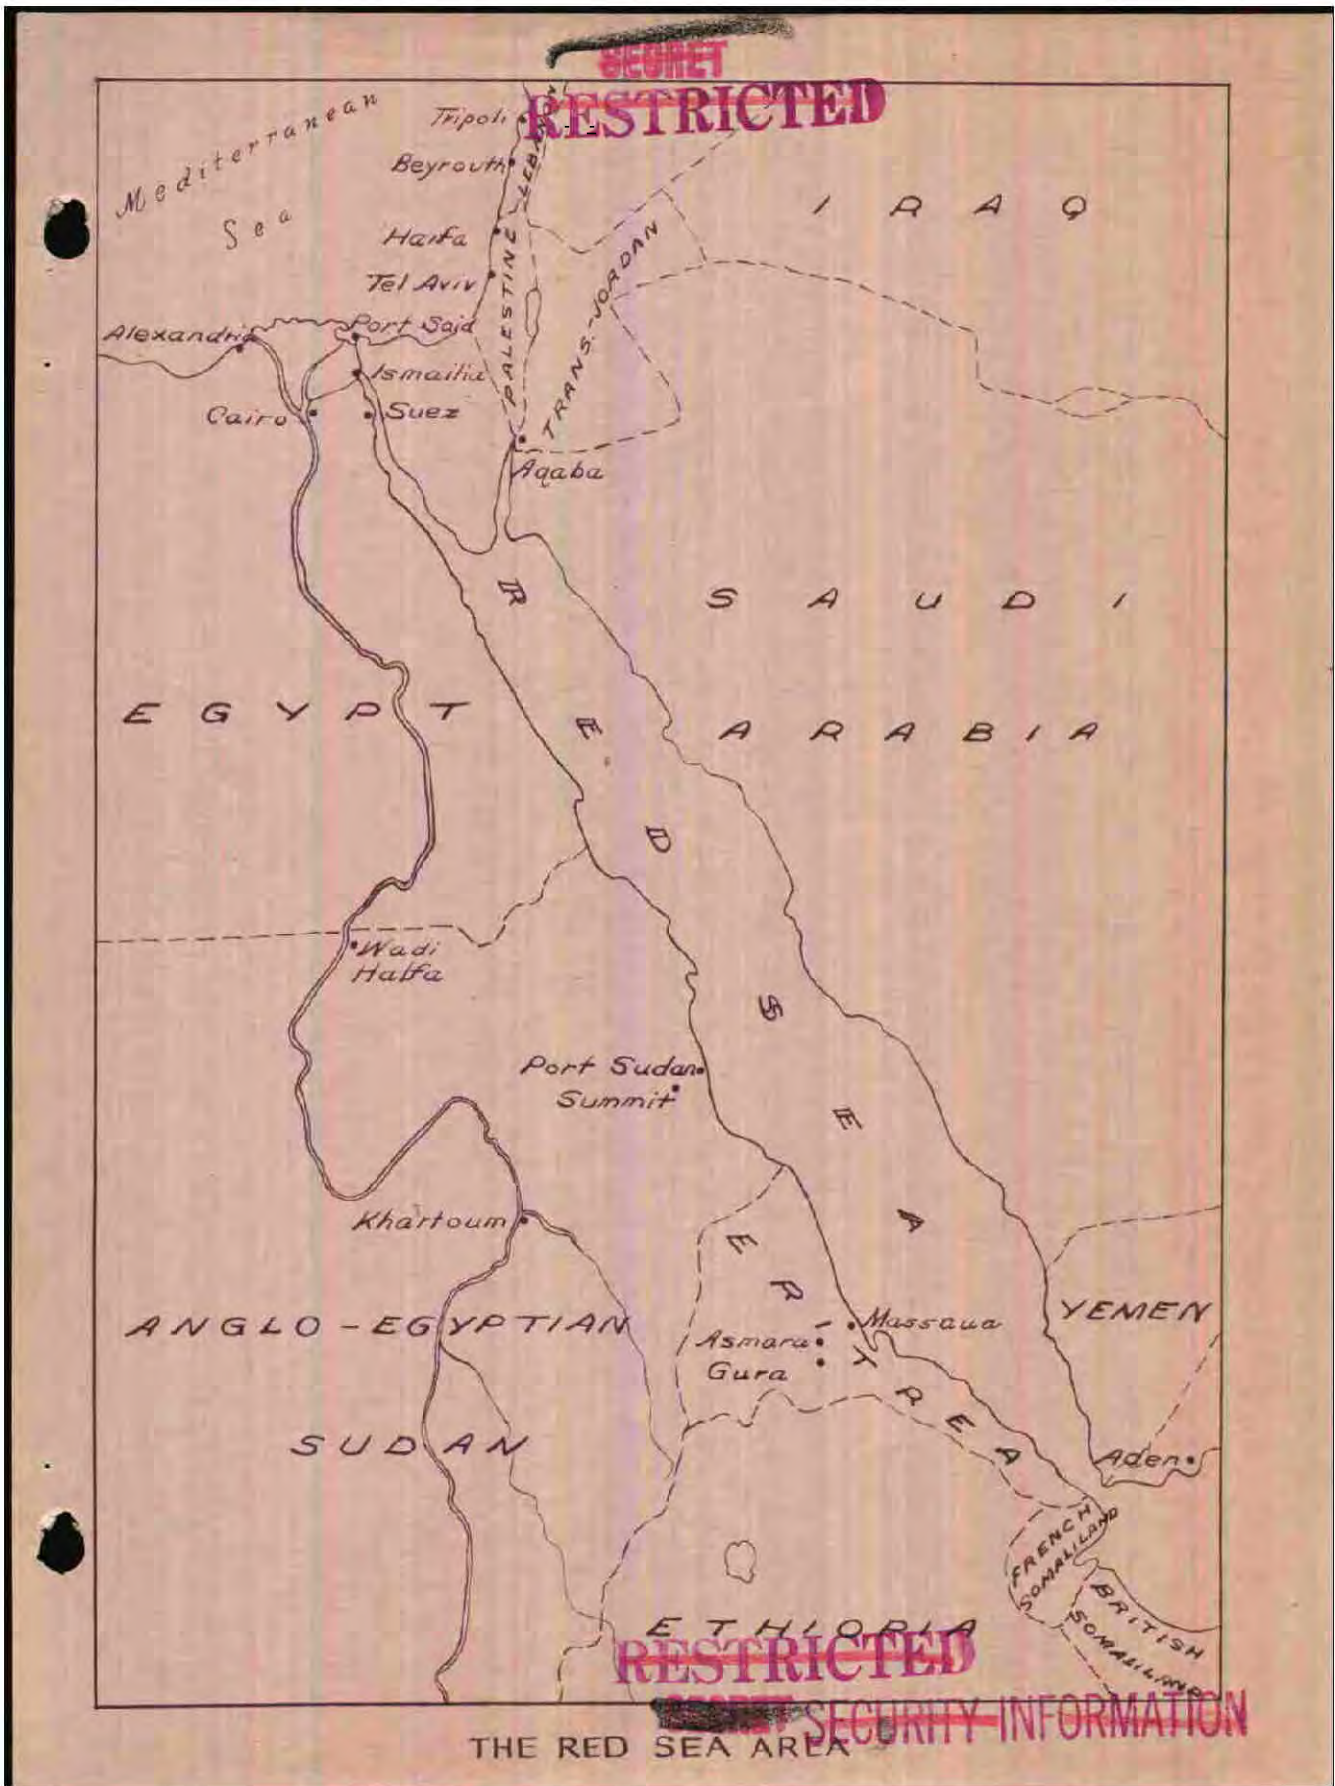 SECRET
RESTRICTED
Mediterranean
Sea
Tripoli
LEBANON
Beyrouth
IRAQ
Haifa
Tel Aviv
PALESTINE
TRANS-JORDAN
Alexandria
Port Said
Ismailia
Cairo
Suez
Aqaba
RED SEA
SAUDI
ARABIA
EGYPT
Wadi
Halfa
Port Sudan
Summit
Khartoum
ERYTREA
Massaua
Asmara
Gura
YEMEN
ANGLO-EGYPTIAN
SUDAN
Aden
FRENCH
SOMALILAND
BRITISH
SOMALILAND
ETHIOPIA
RESTRICTED
SECRET SECURITY INFORMATION
THE RED SEA AREA